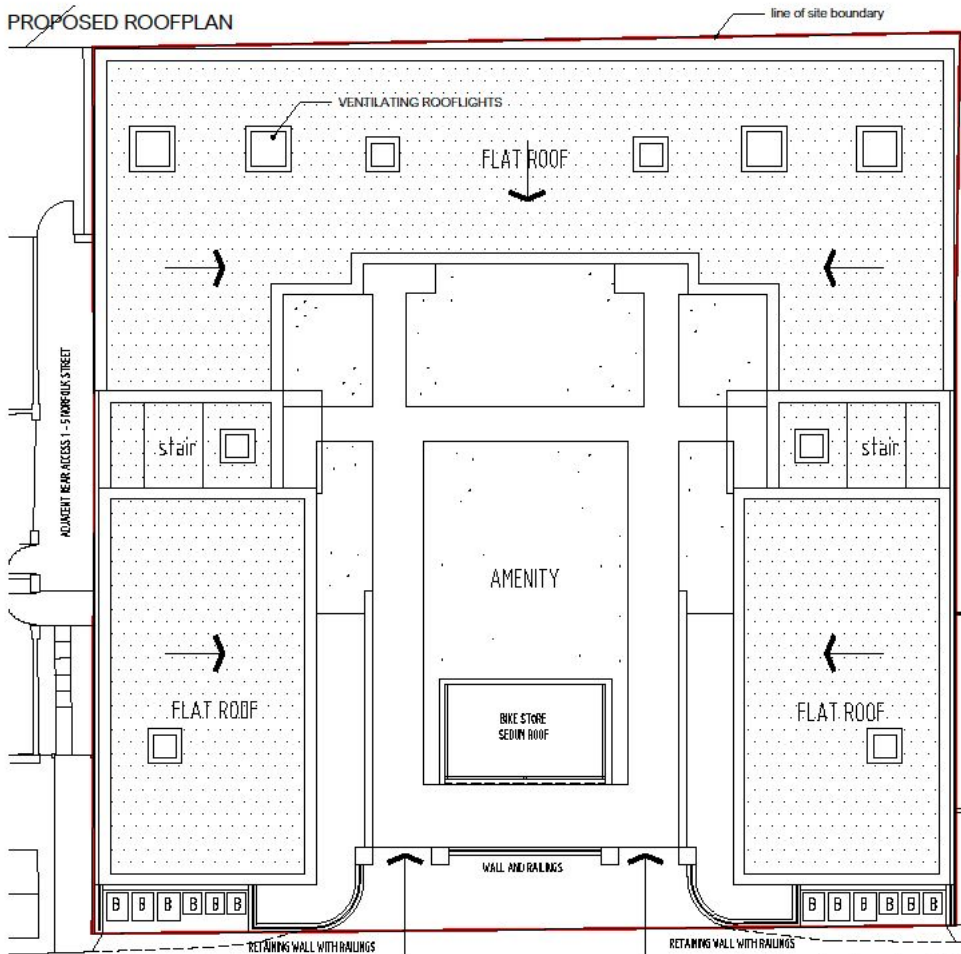 PROPOSED ROOFPLAN
line of site boundary
VENTILATING ROOFLIGHTS
FLAT ROOF
ADJACENT REAR ACCESS 1 - 5 NORFOLK STREET
stair
stair
AMENITY
FLAT ROOF
FLAT ROOF
BIKE STORE
SEDUM ROOF
WALL AND RAILINGS
B B B B B B
B B B B B B
RETAINING WALL WITH RAILINGS
RETAINING WALL WITH RAILINGS